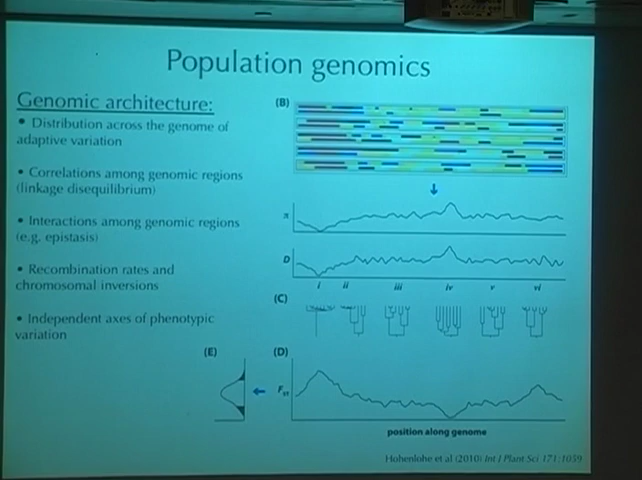 Population genomics
Genomic architecture:
• Distribution across the genome of
adaptive variation
• Correlations among genomic regions
(linkage disequilibrium)
• Interactions among genomic regions
(e.g. epistasis)
• Recombination rates and
chromosomal inversions
• Independent axes of phenotypic
variation
(B)
π
D
i ii iii iv v vi
(C)
(E) (D)
FST
position along genome
Hohenlohe et al (2010) Int J Plant Sci 171:1059